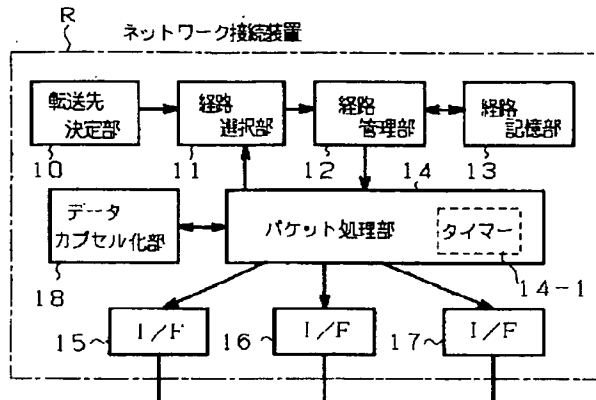 R
ネットワーク接続装置
転送先
決定部
経路
選択部
経路
管理部
経路
記憶部
10
11
12
14
13
データ
カプセル化部
パケット処理部
タイマー
18
14-1
I/F
I/F
I/F
15
16
17